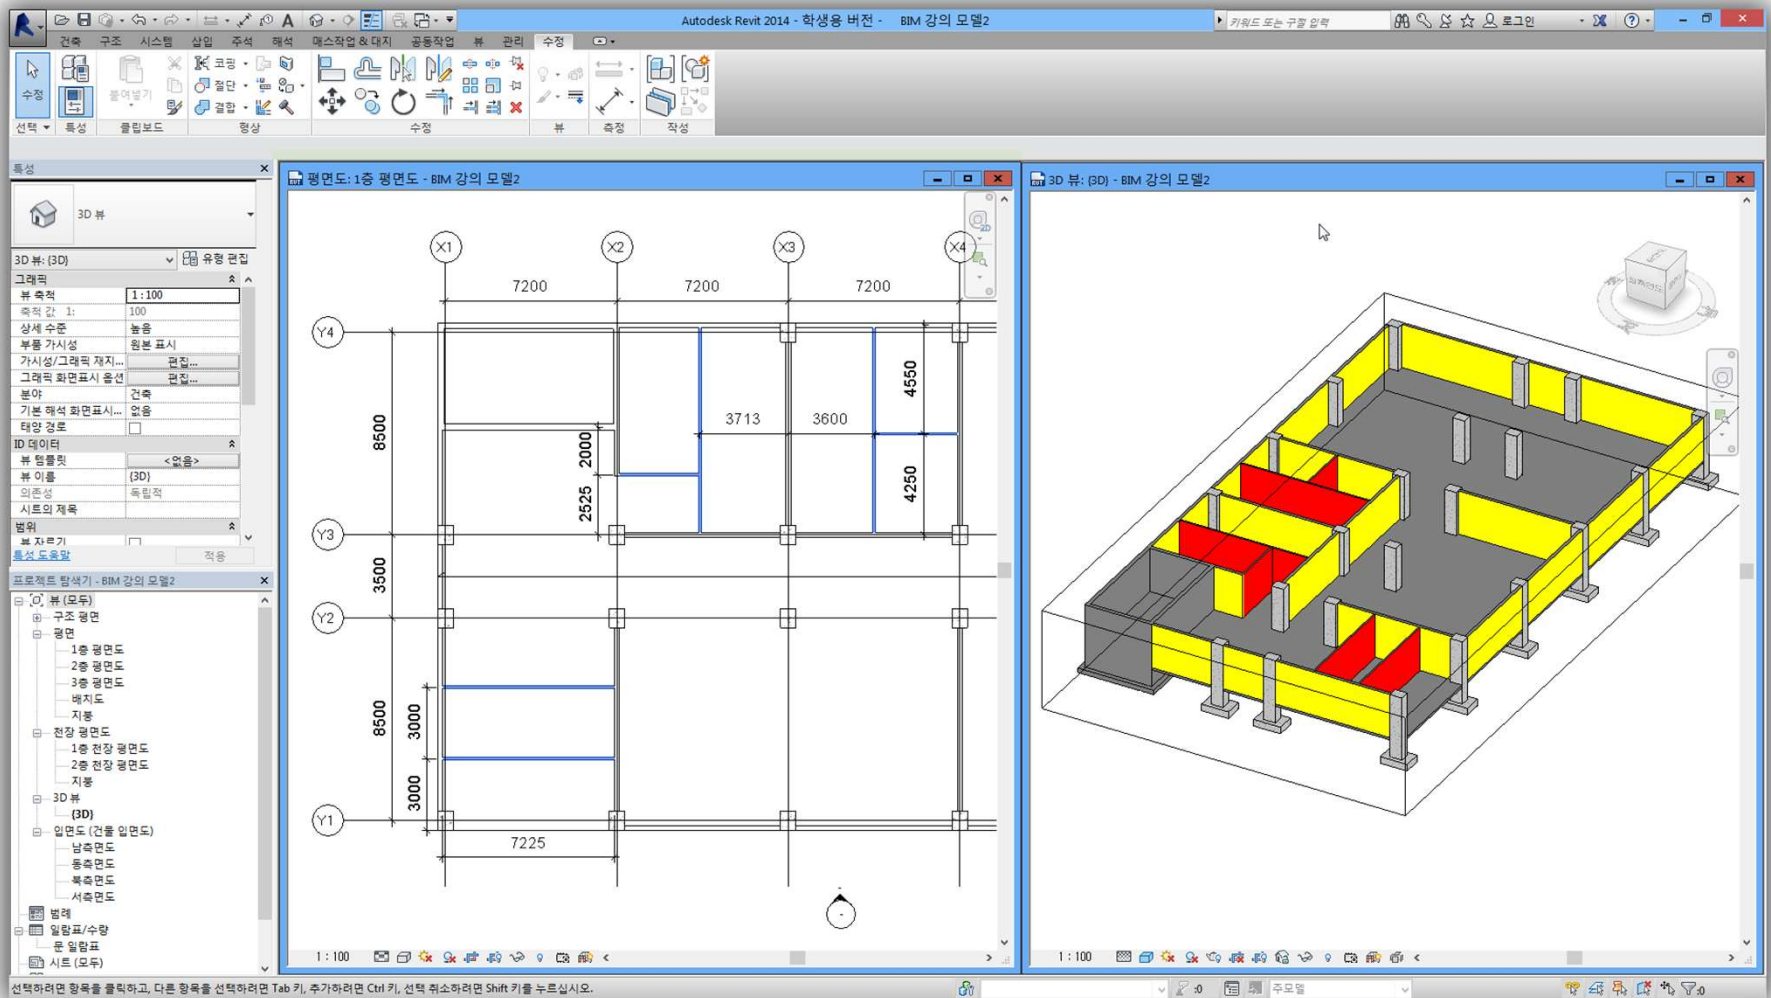 Autodesk Revit 2014 - 학생용 버전 - BIM 강의 모델2
키워드 또는 구절 입력
로그인
건축 구조 시스템 삽입 주석 해석 매스작업 & 대지 공동작업 뷰 관리 수정
수정
붙여넣기
코핑
절단
결합
선택 특성 클립보드 형상 수정 뷰 측정 작성
특성
3D 뷰
3D 뷰: {3D} 유형 편집
그래픽
뷰 축척 1 : 100
축척 값 1: 100
상세 수준 높음
부품 가시성 원본 표시
가시성/그래픽 재지... 편집...
그래픽 화면표시 옵션 편집...
분야 건축
기본 해석 화면표시... 없음
태양 경로
ID 데이터
뷰 템플릿 <없음>
뷰 이름 {3D}
의존성 독립적
시트의 제목
범위
뷰 자르기
특성 도움말 적용
프로젝트 탐색기 - BIM 강의 모델2
뷰 (모두)
구조 평면
평면
1층 평면도
2층 평면도
3층 평면도
배치도
지붕
천장 평면도
1층 천장 평면도
2층 천장 평면도
지붕
3D 뷰
{3D}
입면도 (건물 입면도)
남측면도
동측면도
북측면도
서측면도
범례
일람표/수량
문 일람표
시트 (모두)
평면도: 1층 평면도 - BIM 강의 모델2
X1 X2 X3 X4
2D
7200 7200 7200
Y4
4550
8500
3713 3600
2000
4250
2525
Y3
3500
Y2
8500
3000
3000
Y1
7225
1 : 100
3D 뷰: {3D} - BIM 강의 모델2
1 : 100
선택하려면 항목을 클릭하고, 다른 항목을 선택하려면 Tab 키, 추가하려면 Ctrl 키, 선택 취소하려면 Shift 키를 누르십시오.
:0
주모델
:0